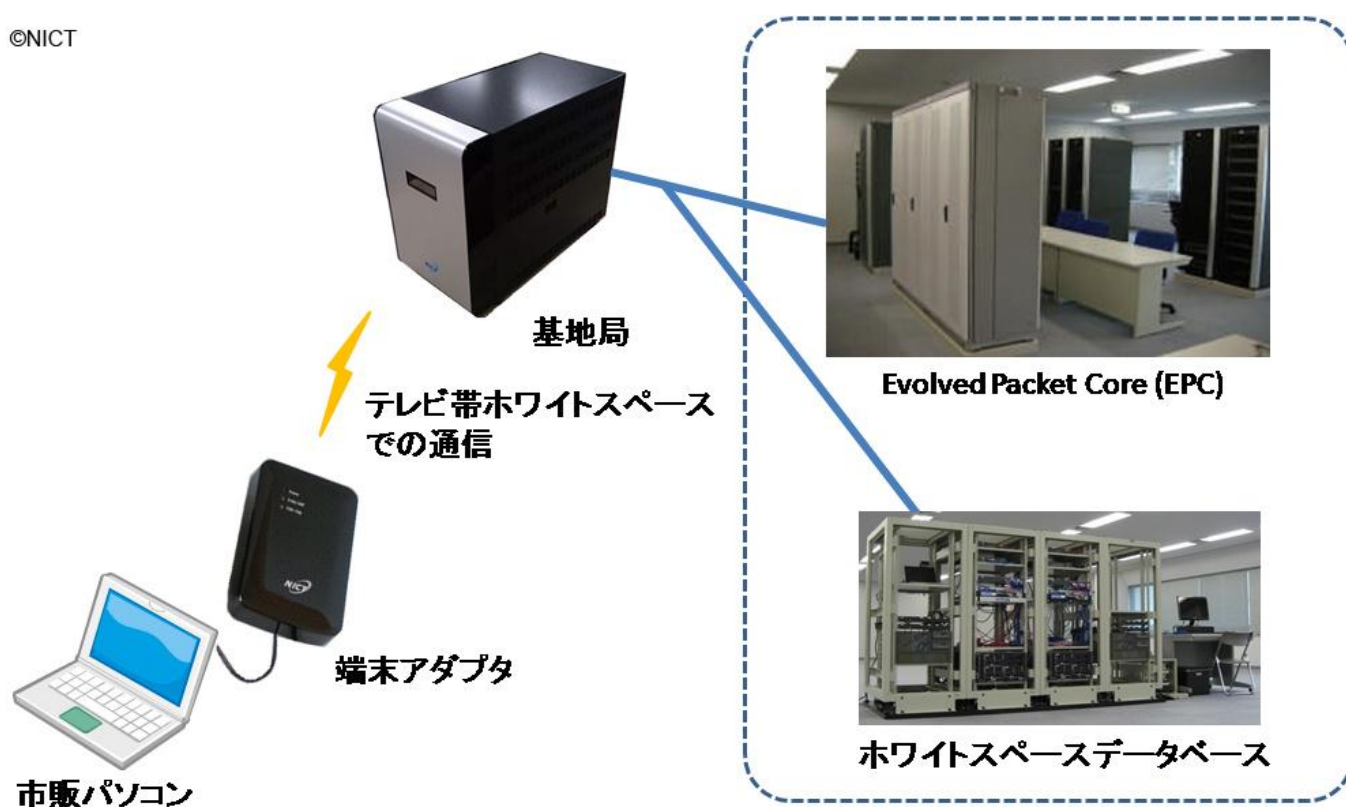 ©NICT
基地局
Evolved Packet Core (EPC)
テレビ帯ホワイトスペース
での通信
NICT
端末アダプタ
ホワイトスペースデータベース
市販パソコン